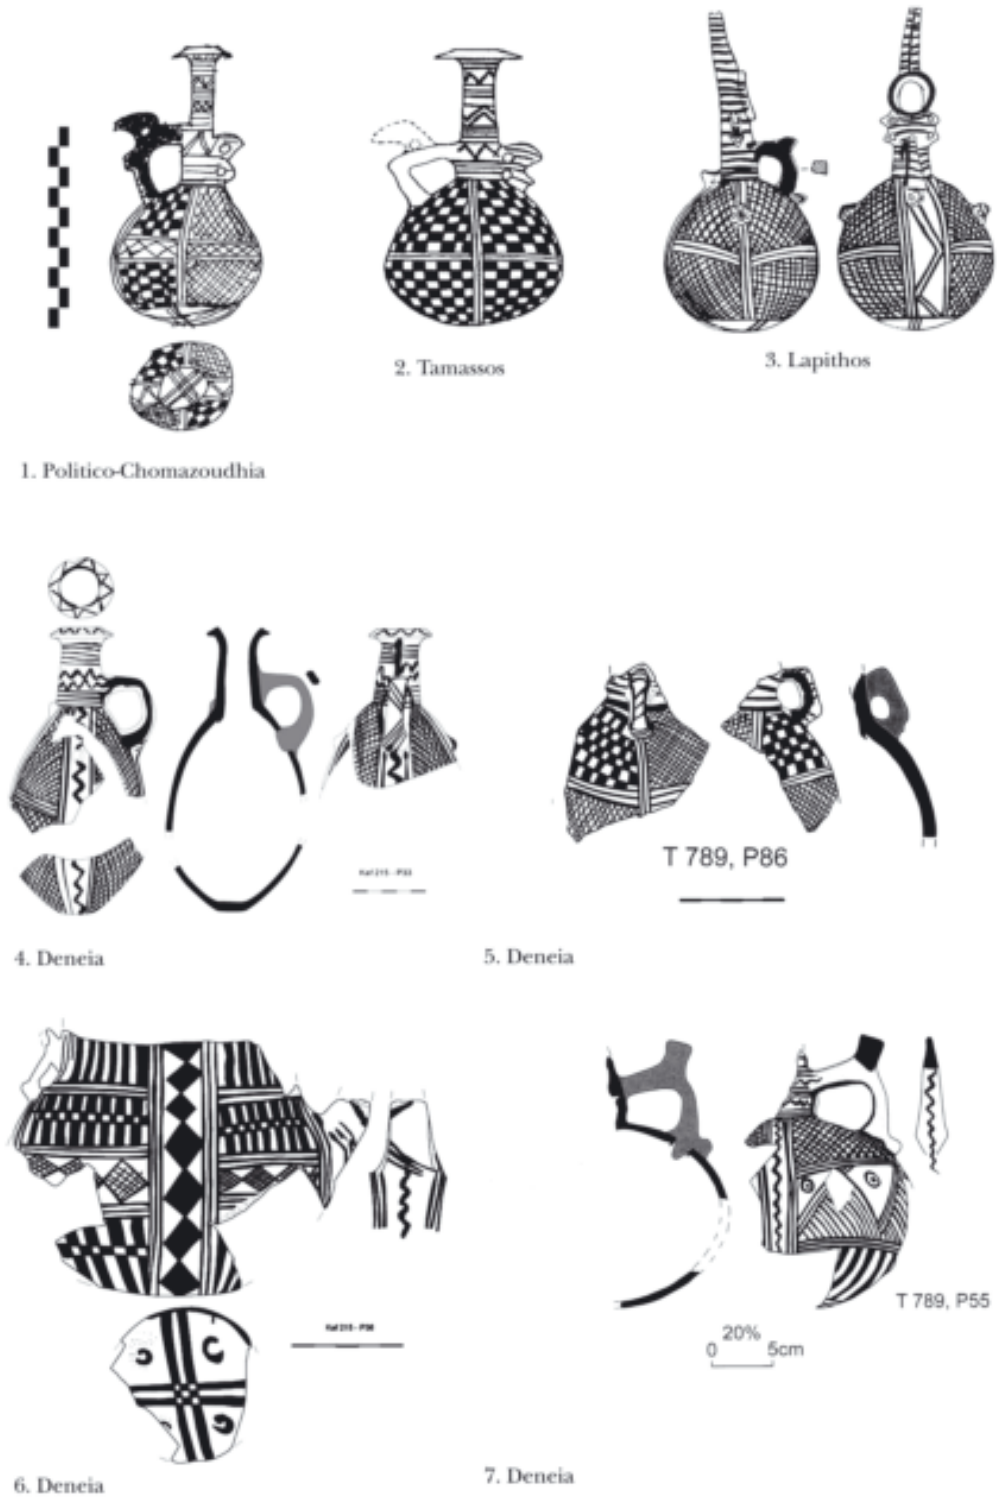 2. Tamassos
3. Lapithos
1. Politico-Chomazoudhia
T 789, P86
4. Deneia
5. Deneia
T 789, P55
20%
0 5cm
6. Deneia
7. Deneia